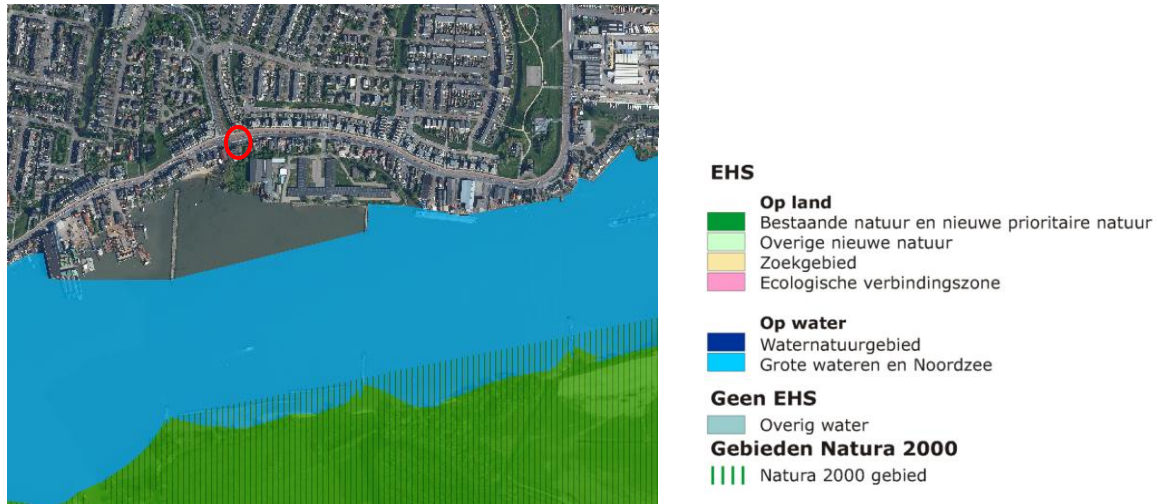 EHS
Op land
Bestaande natuur en nieuwe prioritaire natuur
Overige nieuwe natuur
Zoekgebied
Ecologische verbindingszone
Op water
Waternatuurgebied
Grote wateren en Noordzee
Geen EHS
Overig water
Gebieden Natura 2000
Natura 2000 gebied